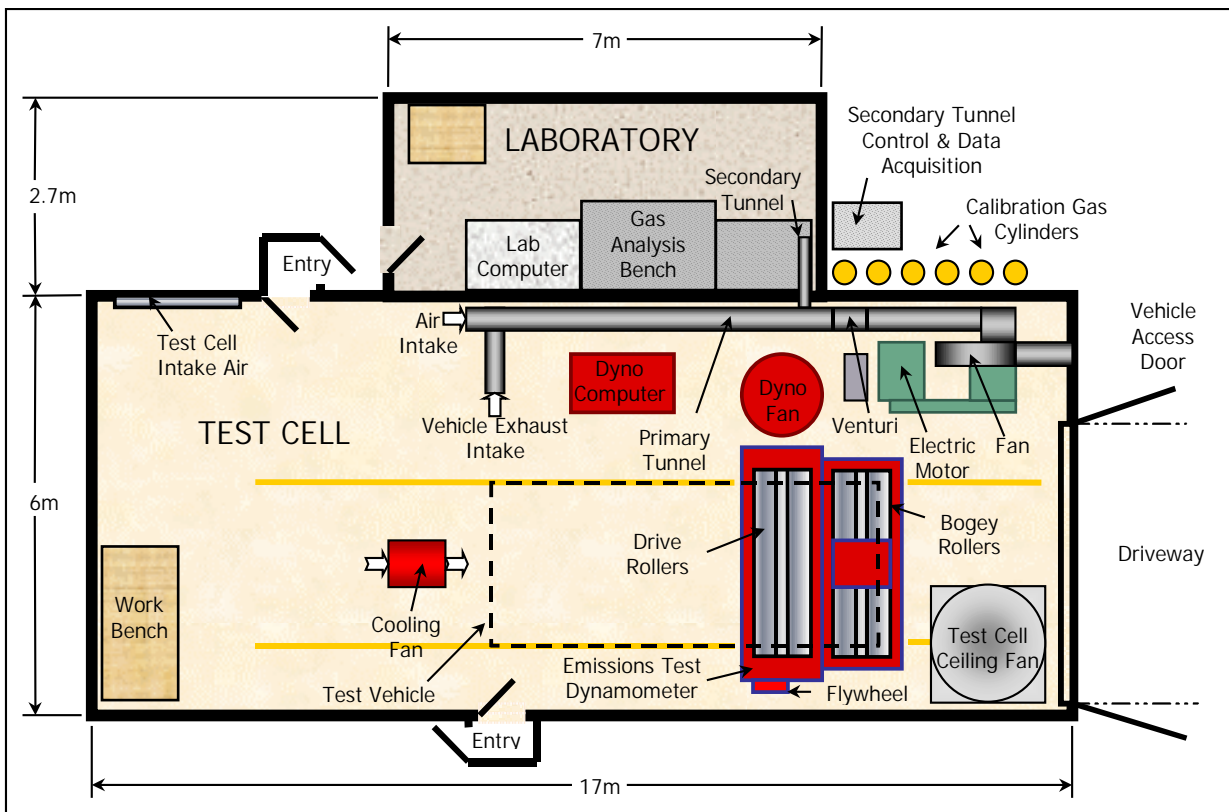 7m
Secondary Tunnel
Control & Data
Acquisition
LABORATORY
Secondary
Tunnel
2.7m
Calibration Gas
Cylinders
Gas
Analysis
Bench
Lab
Computer
Entry
Air
Intake
Vehicle
Access
Door
Test Cell
Intake Air
Dyno
Computer
Dyno
Fan
TEST CELL
Vehicle Exhaust
Intake
Primary
Tunnel
Venturi
Electric
Motor
Fan
6m
Drive
Rollers
Bogey
Rollers
Driveway
Work
Bench
Cooling
Fan
Test Cell
Ceiling Fan
Test Vehicle
Emissions Test
Dynamometer
Flywheel
Entry
17m